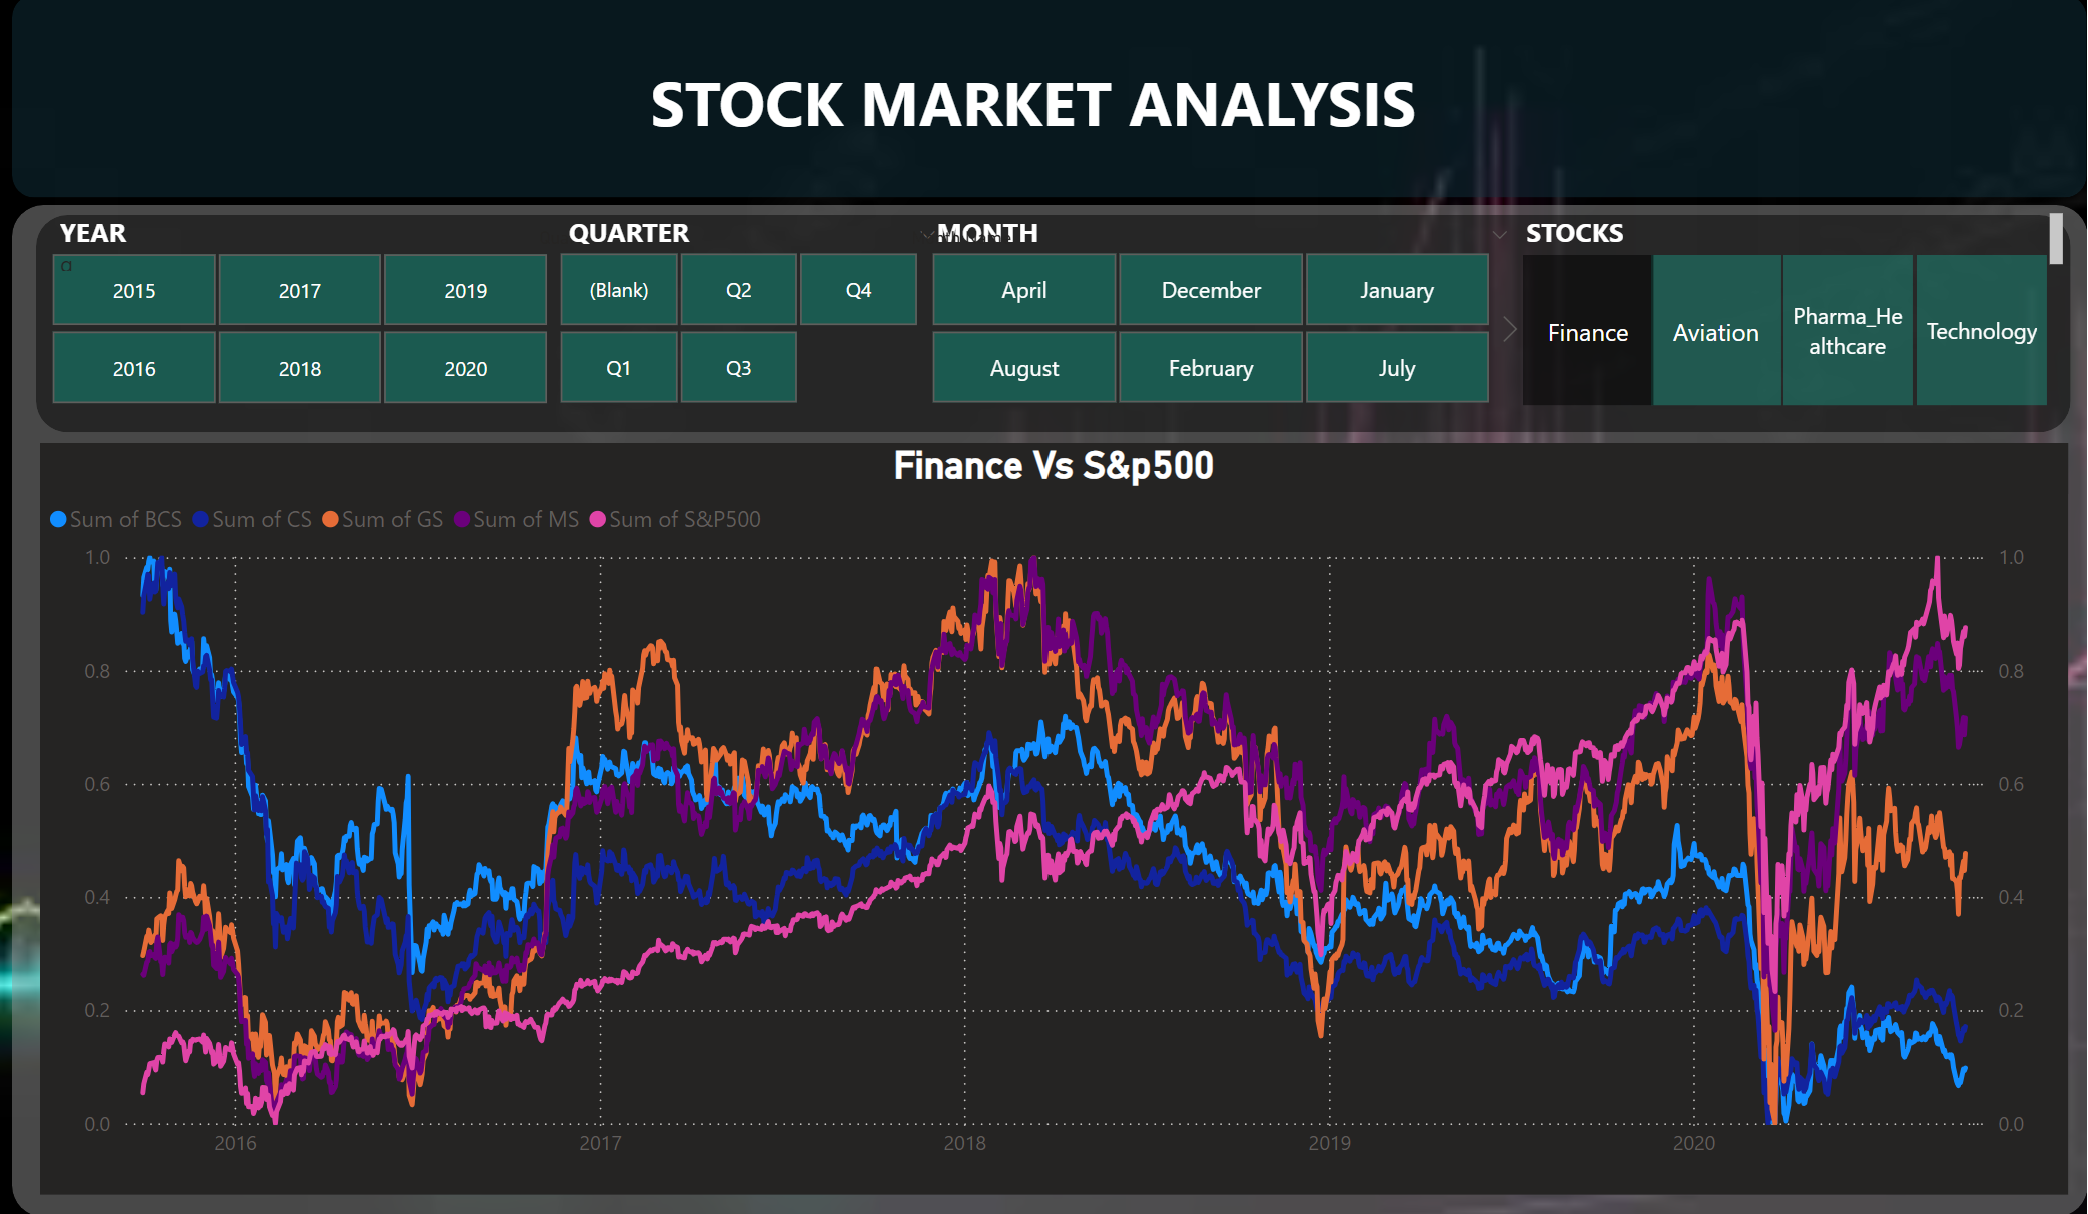 STOCK MARKET ANALYSIS
YEAR
QUARTER
MONTH
STOCKS
2015 2017 2019
2016 2018 2020
(Blank) Q2 Q4
Q1 Q3
April December January
August February July
Finance
Aviation
Pharma_He
althcare
Technology
Finance Vs S&p500
Sum of BCS Sum of CS Sum of GS Sum of MS Sum of S&P500
1.0 1.0
0.8 0.8
0.6 0.6
0.4 0.4
0.2 0.2
0.0 0.0
2016 2017 2018 2019 2020